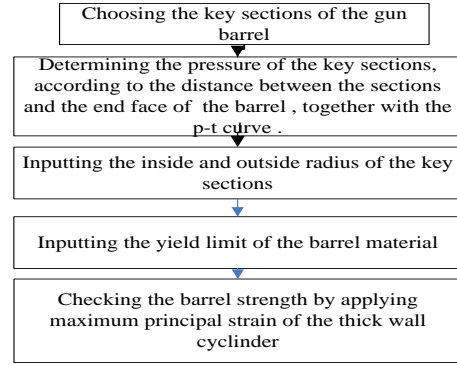 Choosing the key sections of the gun
barrel
Determining the pressure of the key sections,
according to the distance between the sections
and the end face of  the barrel , together with the
p-t curve .
Inputting the inside and outside radius of the key
sections
Inputting the yield limit of the barrel material
Checking the barrel strength by applying
maximum principal strain of the thick wall
cyclinder